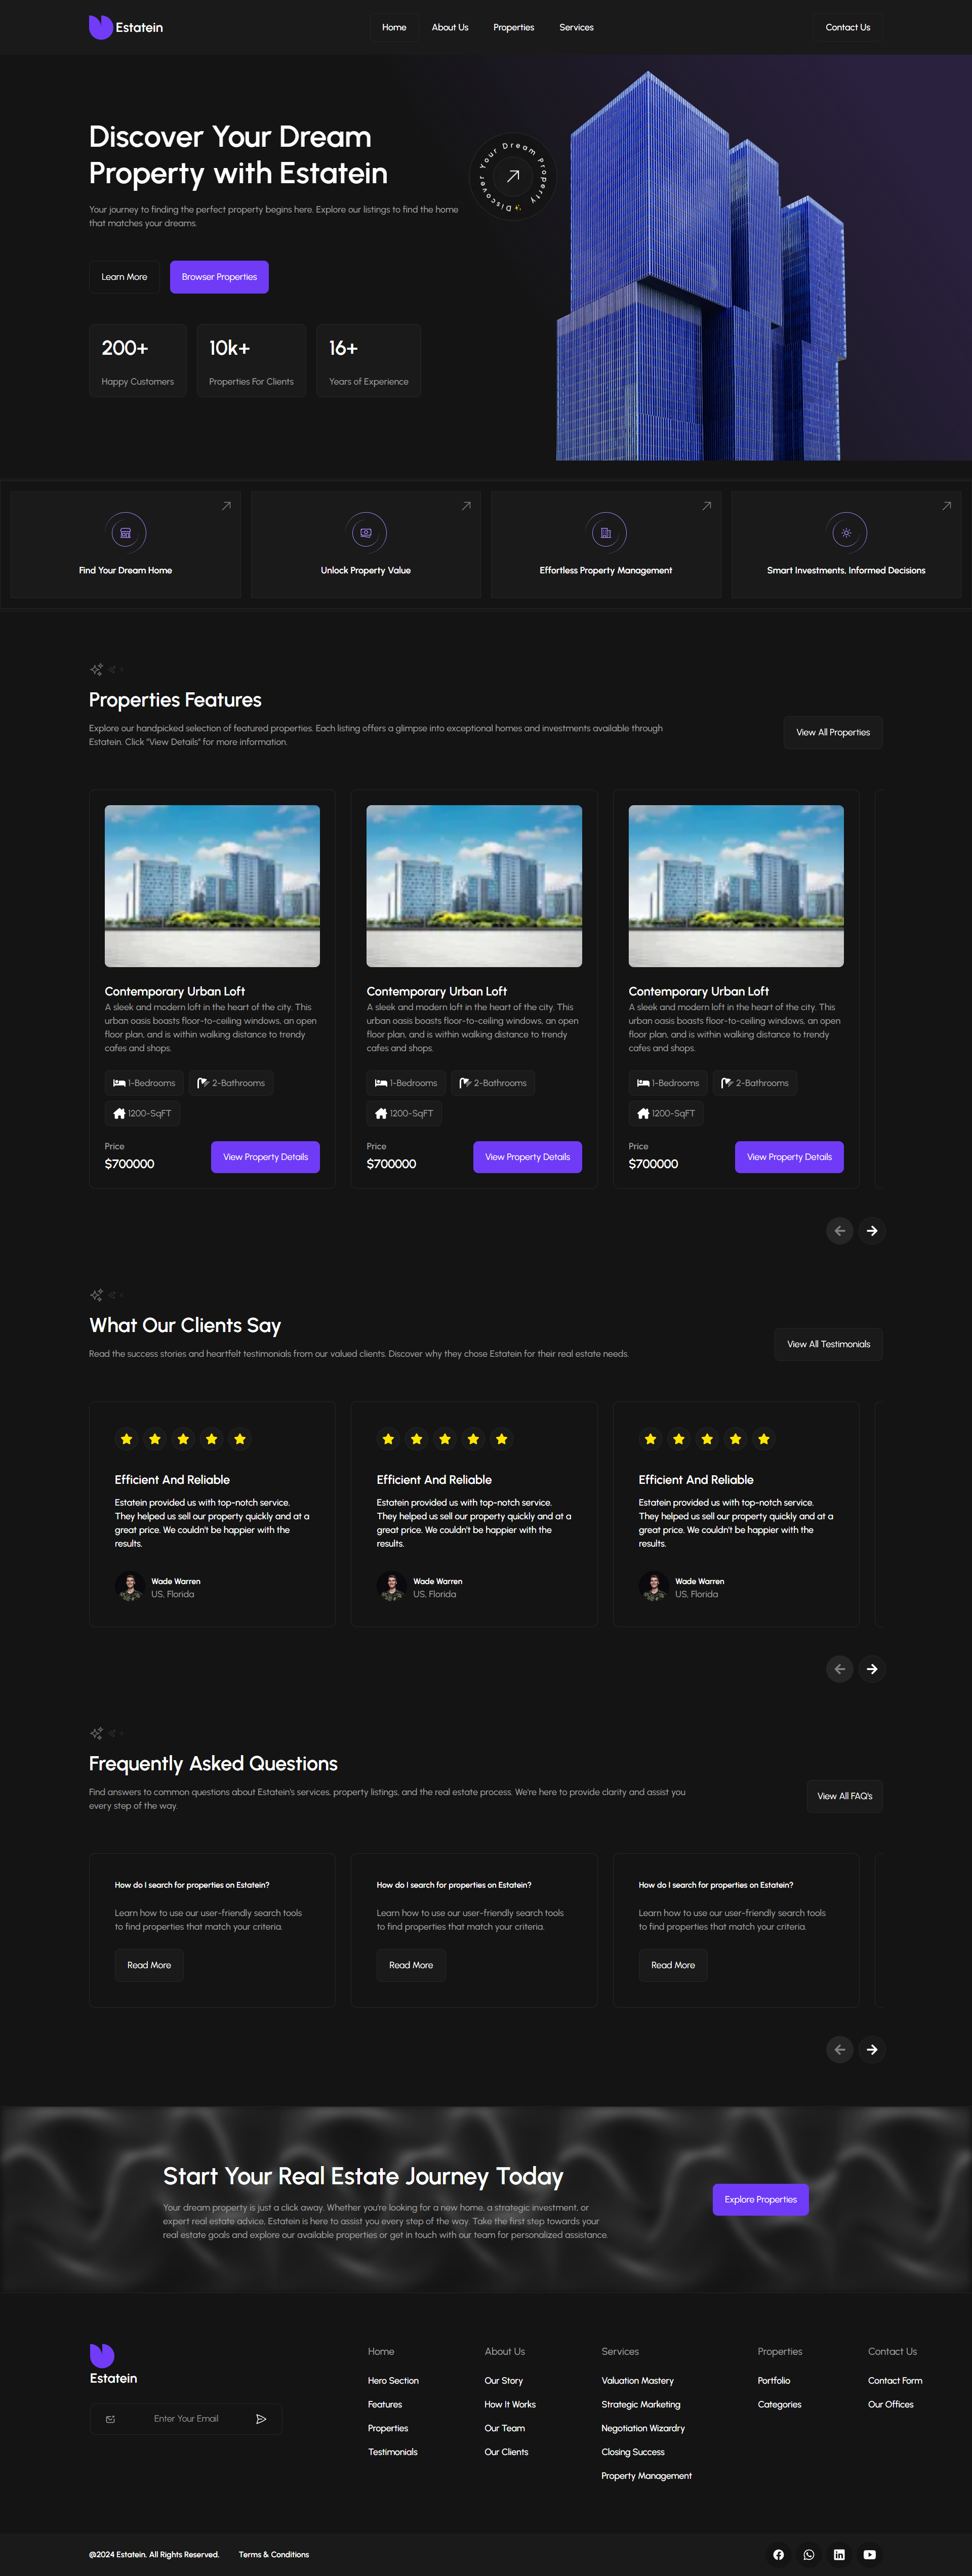 Estatein
Home
About Us
Properties
Services
Contact Us
Discover Your Dream
Property with Estatein
Your journey to finding the perfect property begins here. Explore our listings to find the home
that matches your dreams.
Discover Your Dream Property
Learn More
Browser Properties
200+
Happy Customers
10k+
Properties For Clients
16+
Years of Experience
Find Your Dream Home
Unlock Property Value
Effortless Property Management
Smart Investments, Informed Decisions
Properties Features
Explore our handpicked selection of featured properties. Each listing offers a glimpse into exceptional homes and investments available through
Estatein. Click "View Details" for more information.
View All Properties
Contemporary Urban Loft
A sleek and modern loft in the heart of the city. This
urban oasis boasts floor-to-ceiling windows, an open
floor plan, and is within walking distance to trendy
cafes and shops.
1-Bedrooms
2-Bathrooms
1200-SqFT
Price
$700000
View Property Details
Contemporary Urban Loft
A sleek and modern loft in the heart of the city. This
urban oasis boasts floor-to-ceiling windows, an open
floor plan, and is within walking distance to trendy
cafes and shops.
1-Bedrooms
2-Bathrooms
1200-SqFT
Price
$700000
View Property Details
Contemporary Urban Loft
A sleek and modern loft in the heart of the city. This
urban oasis boasts floor-to-ceiling windows, an open
floor plan, and is within walking distance to trendy
cafes and shops.
1-Bedrooms
2-Bathrooms
1200-SqFT
Price
$700000
View Property Details
What Our Clients Say
Read the success stories and heartfelt testimonials from our valued clients. Discover why they chose Estatein for their real estate needs.
View All Testimonials
Efficient And Reliable
Estatein provided us with top-notch service.
They helped us sell our property quickly and at a
great price. We couldn't be happier with the
results.
Wade Warren
US, Florida
Efficient And Reliable
Estatein provided us with top-notch service.
They helped us sell our property quickly and at a
great price. We couldn't be happier with the
results.
Wade Warren
US, Florida
Efficient And Reliable
Estatein provided us with top-notch service.
They helped us sell our property quickly and at a
great price. We couldn't be happier with the
results.
Wade Warren
US, Florida
Frequently Asked Questions
Find answers to common questions about Estatein's services, property listings, and the real estate process. We're here to provide clarity and assist you
every step of the way.
View All FAQ's
How do I search for properties on Estatein?
Learn how to use our user-friendly search tools
to find properties that match your criteria.
Read More
How do I search for properties on Estatein?
Learn how to use our user-friendly search tools
to find properties that match your criteria.
Read More
How do I search for properties on Estatein?
Learn how to use our user-friendly search tools
to find properties that match your criteria.
Read More
Start Your Real Estate Journey Today
Your dream property is just a click away. Whether you're looking for a new home, a strategic investment, or
expert real estate advice, Estatein is here to assist you every step of the way. Take the first step towards your
real estate goals and explore our available properties or get in touch with our team for personalized assistance.
Explore Properties
Estatein
Enter Your Email
Home
Hero Section
Features
Properties
Testimonials
About Us
Our Story
How It Works
Our Team
Our Clients
Services
Valuation Mastery
Strategic Marketing
Negotiation Wizardry
Closing Success
Property Management
Properties
Portfolio
Categories
Contact Us
Contact Form
Our Offices
@2024 Estatein. All Rights Reserved.
Terms & Conditions